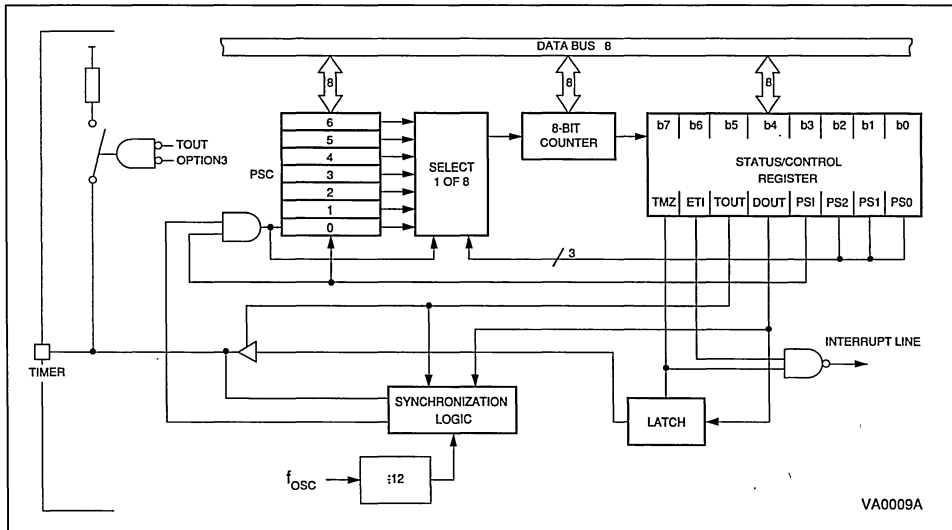 DATA BUS 8
8
8
8
TOUT
OPTION3
PSC
6
5
4
3
2
1
0
SELECT
1 OF 8
8-BIT
COUNTER
b7 b6 b5 b4 b3 b2 b1 b0
STATUS/CONTROL
REGISTER
TMZ ETI TOUT DOUT PSI PS2 PS1 PS0
3
TIMER
INTERRUPT LINE
SYNCHRONIZATION
LOGIC
LATCH
fOSC
÷12
VA0009A